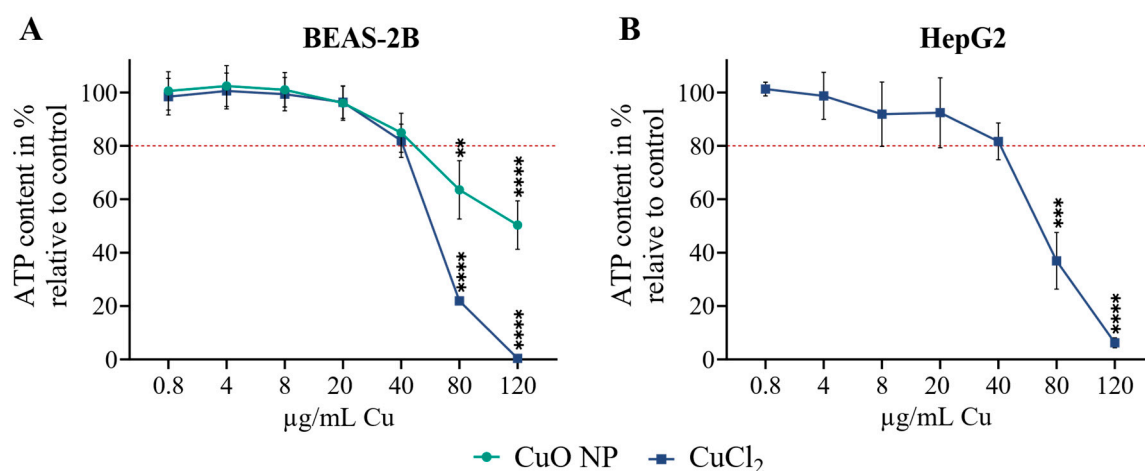 A
BEAS-2B
ATP content in %
relative to control
100
80
60
40
20
0
**
****
****
****
0.8 4 8 20 40 80 120
µg/mL Cu
B
HepG2
ATP content in %
relaive to control
100
80
60
40
20
0
***
****
0.8 4 8 20 40 80 120
µg/mL Cu
CuO NP CuCl₂